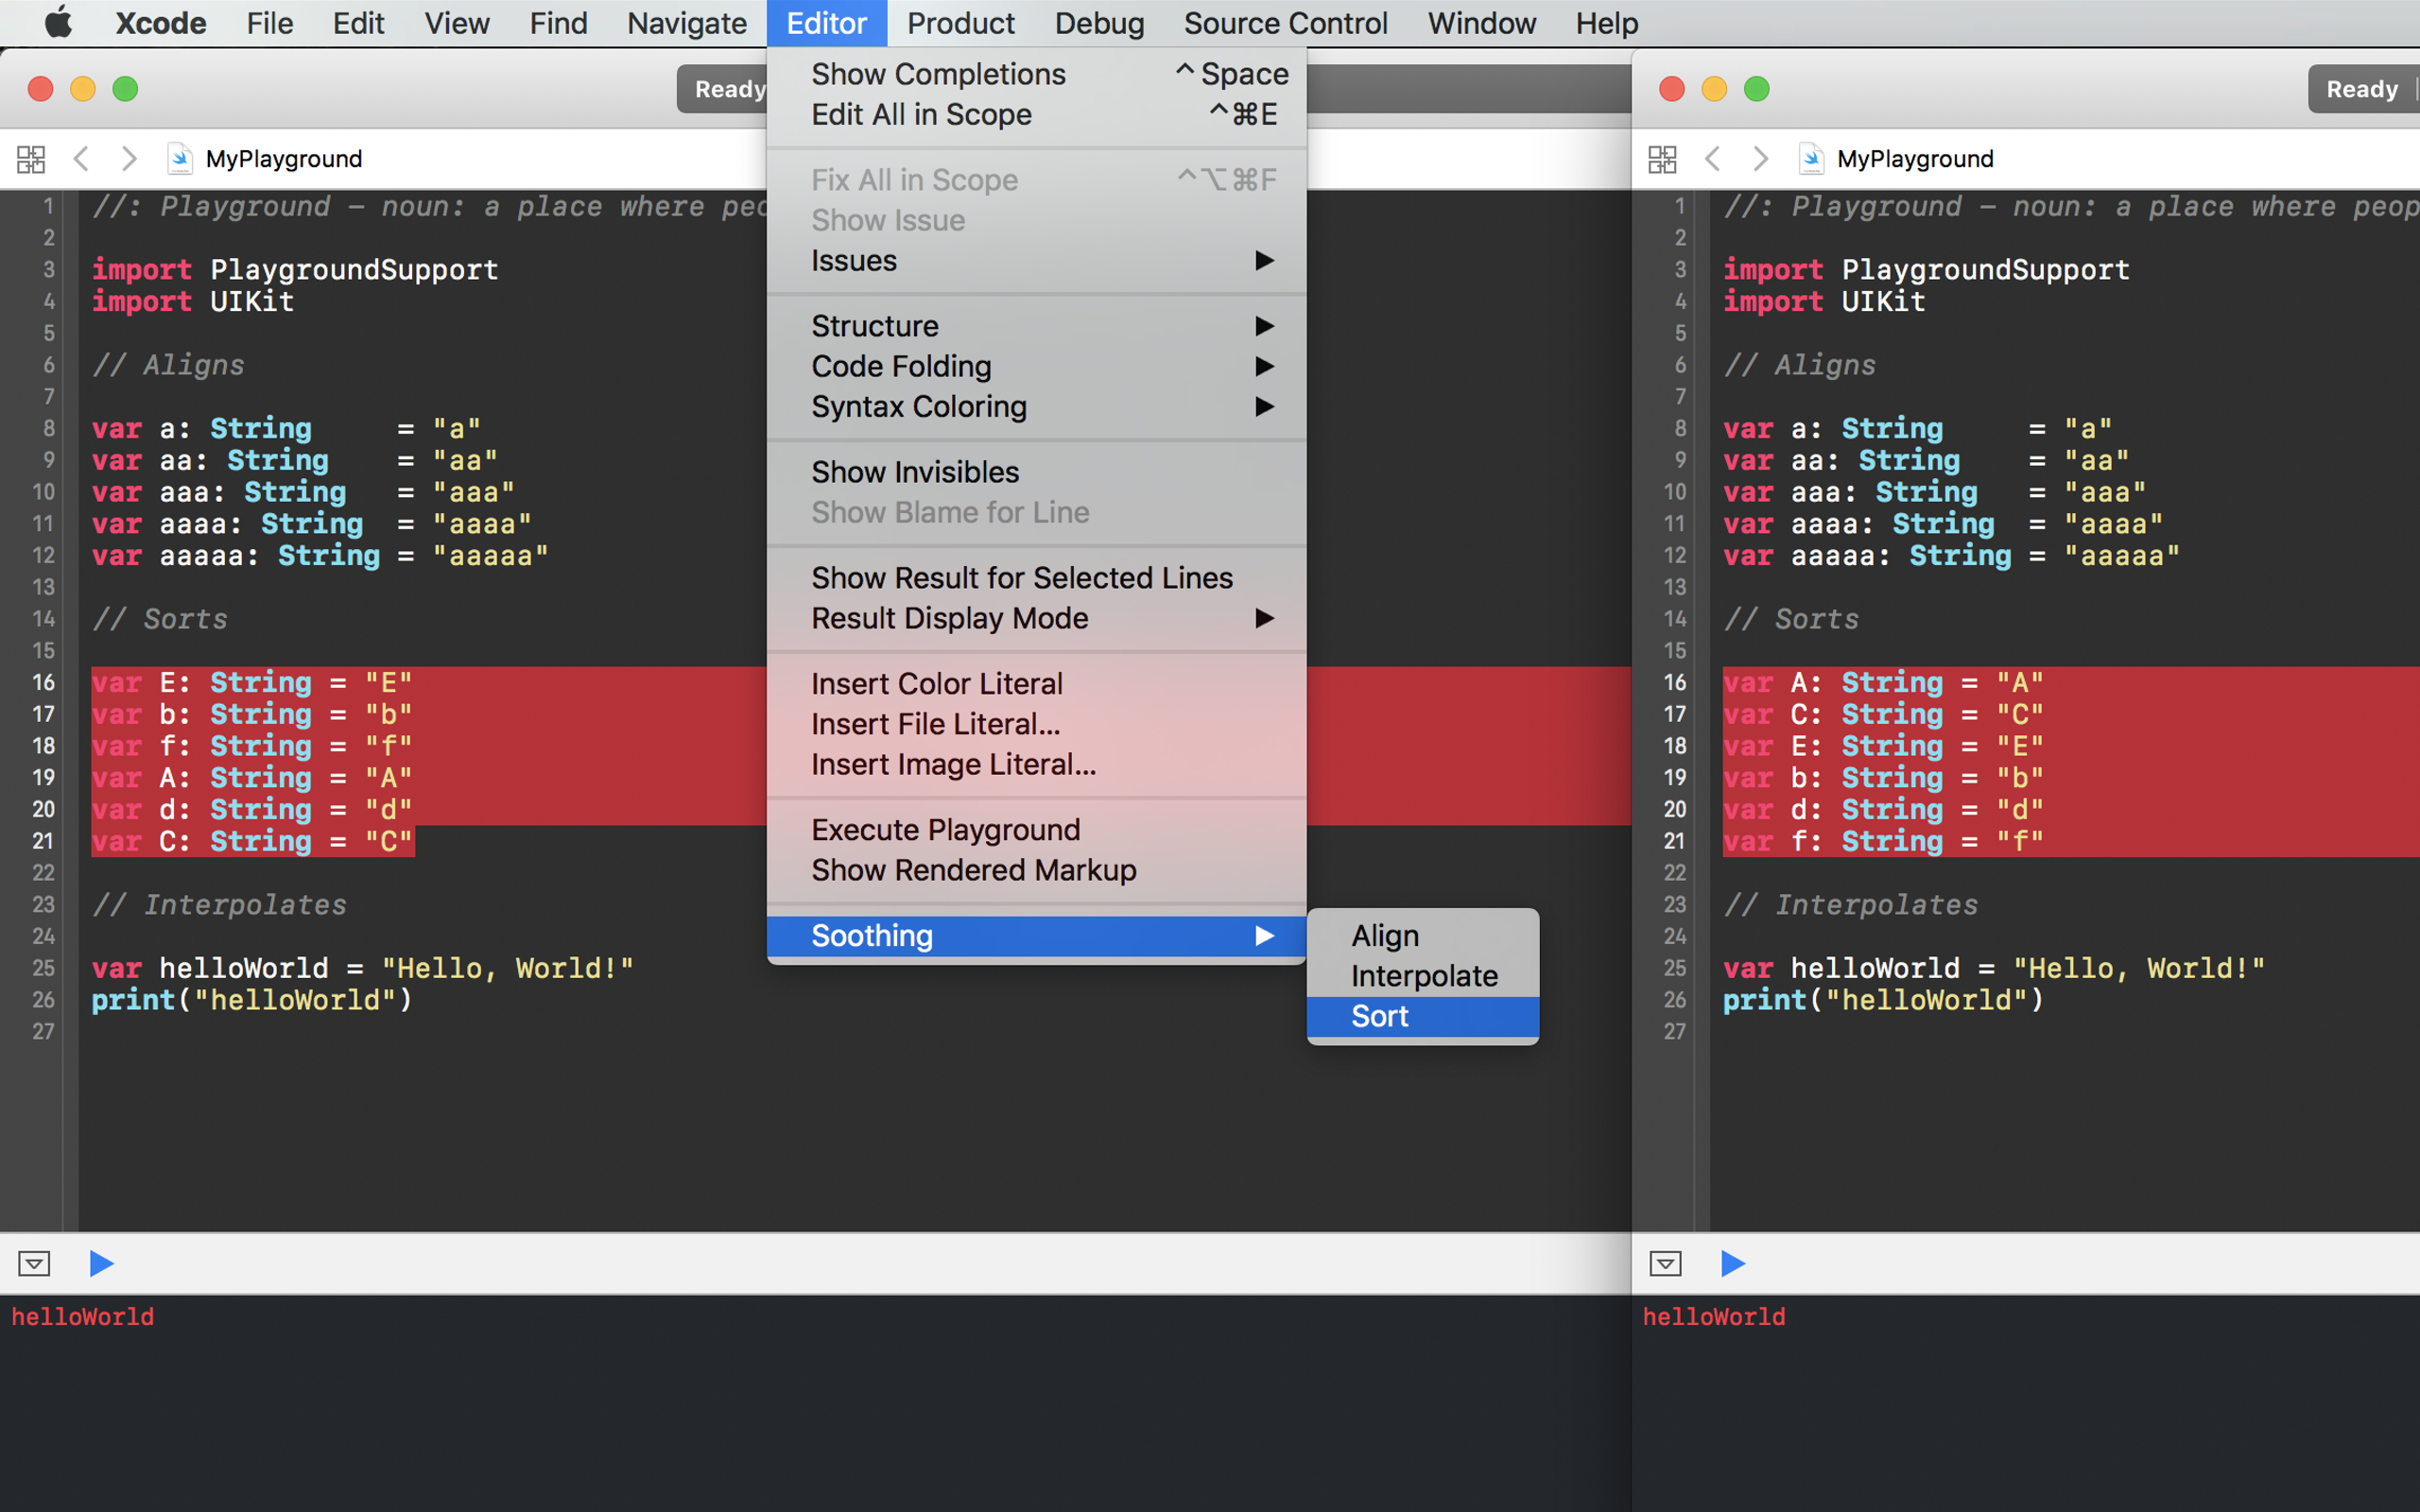 Xcode File Edit View Find Navigate Editor Product Debug Source Control Window Help
Ready
MyPlayground
1 //: Playground – noun: a place where peo
2
3 import PlaygroundSupport
4 import UIKit
5
6 // Aligns
7
8 var a: String     = "a"
9 var aa: String    = "aa"
10 var aaa: String   = "aaa"
11 var aaaa: String  = "aaaa"
12 var aaaaa: String = "aaaaa"
13
14 // Sorts
15
16 var E: String = "E"
17 var b: String = "b"
18 var f: String = "f"
19 var A: String = "A"
20 var d: String = "d"
21 var C: String = "C"
22
23 // Interpolates
24
25 var helloWorld = "Hello, World!"
26 print("helloWorld")
27
helloWorld
Show Completions ^ Space
Edit All in Scope ^⌘E
Fix All in Scope ^⌥⌘F
Show Issue
Issues
Structure
Code Folding
Syntax Coloring
Show Invisibles
Show Blame for Line
Show Result for Selected Lines
Result Display Mode
Insert Color Literal
Insert File Literal...
Insert Image Literal...
Execute Playground
Show Rendered Markup
Soothing
Align
Interpolate
Sort
Ready
MyPlayground
1 //: Playground – noun: a place where peop
2
3 import PlaygroundSupport
4 import UIKit
5
6 // Aligns
7
8 var a: String     = "a"
9 var aa: String    = "aa"
10 var aaa: String   = "aaa"
11 var aaaa: String  = "aaaa"
12 var aaaaa: String = "aaaaa"
13
14 // Sorts
15
16 var A: String = "A"
17 var C: String = "C"
18 var E: String = "E"
19 var b: String = "b"
20 var d: String = "d"
21 var f: String = "f"
22
23 // Interpolates
24
25 var helloWorld = "Hello, World!"
26 print("helloWorld")
27
helloWorld